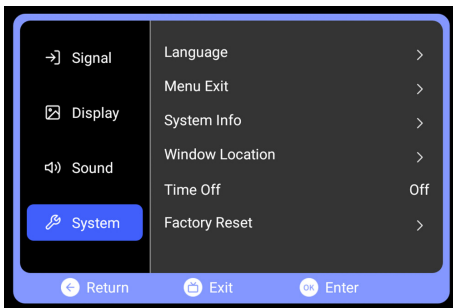 Signal
Display
Sound
System
Language
Menu Exit
System Info
Window Location
Time Off Off
Factory Reset
Return OK Exit Enter